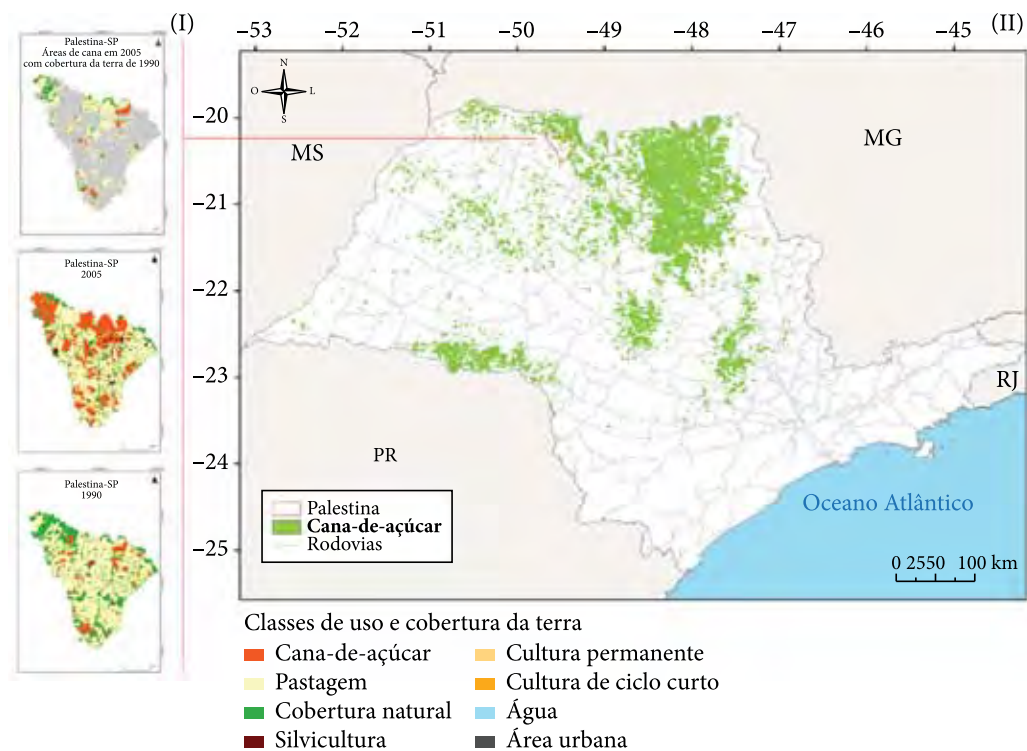 (I)
Palestina-SP
Áreas de cana em 2005
com cobertura da terra de 1990
Palestina-SP
2005
Palestina-SP
1990
(II)
−53 −52 −51 −50 −49 −48 −47 −46 −45
−20
−21
−22
−23
−24
−25
N
O L
S
MS
MG
RJ
PR
Oceano Atlântico
Palestina
Cana-de-açúcar
Rodovias
0 2550 100 km
Classes de uso e cobertura da terra
Cana-de-açúcar
Pastagem
Cobertura natural
Silvicultura
Cultura permanente
Cultura de ciclo curto
Água
Área urbana